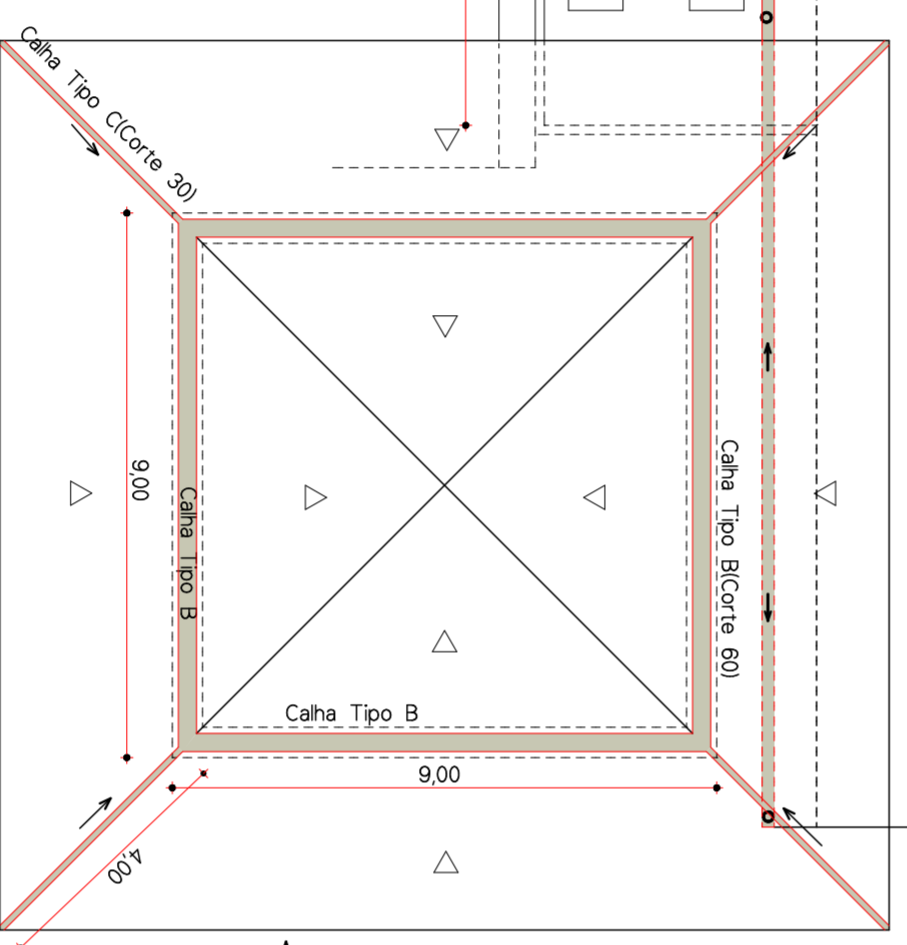 Calha Tipo C(Corte 30)
9,00
Calha Tipo B
Calha Tipo B(Corte 60)
Calha Tipo B
9,00
4,00